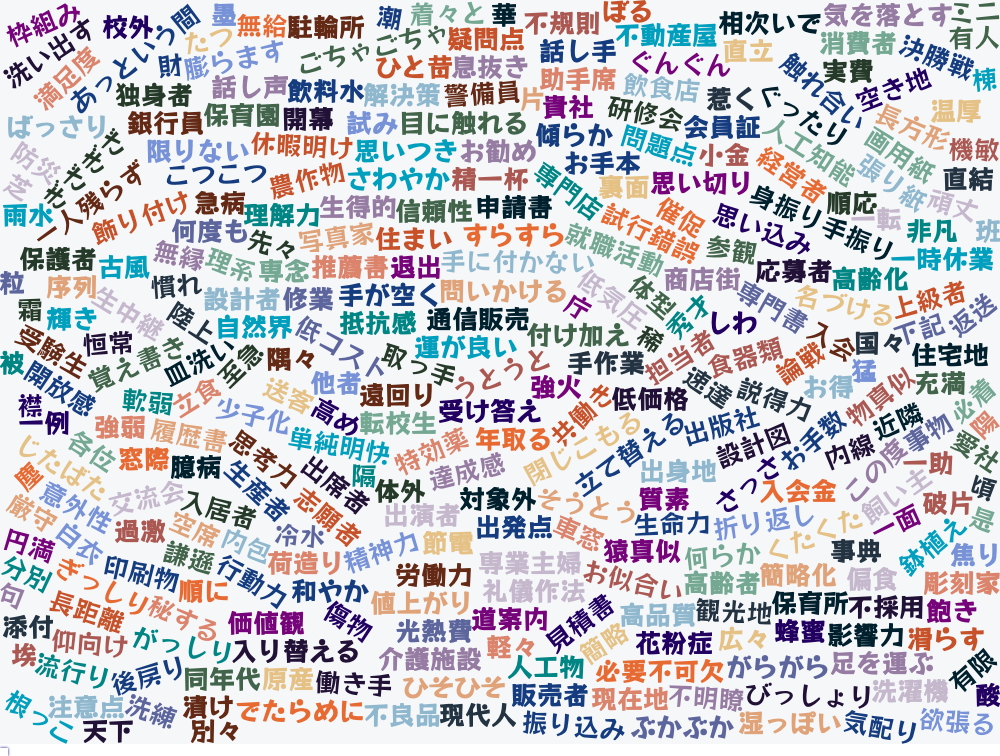 枠組み
校外
あっという間
墨
無給
駐輪所
潮
着々と
華
不規則
ぼる
相次いで
気を落とす
ミニ
洗い出す
たつ
ごちゃごちゃ
疑問点
話し手
不動産屋
直立
消費者
決勝戦
有人
満足度
財
膨らます
ひと昔
息抜き
ぐんぐん
触れ合い
実費
空き地
棟
独身者
話し声
飲料水
解決策
警備員
片
助手席
貴社
飲食店
惹く
ぐったり
長方形
温厚
ばっさり
銀行員
保育園
開幕
試み
目に触れる
傾らか
研修会
会員証
人工知能
画用紙
機敏
防災
ぎざぎざ
限りない
休暇明け
思いつき
お勧め
お手本
問題点
小金
経営者
張り紙
直結
芝
一人残らず
こつこつ
農作物
さわやか
精一杯
専門店
裏面
思い切り
身振り手振り
順応
頑丈
雨水
飾り付け
急病
理解力
生得的
信頼性
申請書
試行錯誤
催促
思い込み
一転
非凡
班
保護者
何度も
先々
写真家
住まい
すらすら
就職活動
参観
一時休業
粒
古風
無縁
理系
専念
推薦書
退出
手に付かない
商店街
応募者
高齢化
序列
生中継
慣れ
設計者
修業
手が空く
問いかける
低気圧
体型
秀才
専門書
名づける
上級者
霜
輝き
陸上
自然界
低コスト
抵抗感
通信販売
庁
付け加え
稀
しわ
入会
国々
下記
返送
受験生
恒常
覚え書き
皿洗い
隅々
取っ手
運が良い
うとうと
手作業
担当者
食器類
論戦
住宅地
被
開放感
軟弱
立食
送客
他者
遠回り
強火
共働き
低価格
速達
説得力
お得
猛
物真似
充満
必着
襟
一例
強弱
履歴書
少子化
高め
転校生
受け答え
年取る
立て替える
出版社
お手数
近隣
陽
じたばた
各位
窓際
臆病
思考力
単純明快
隔
特効薬
達成感
閉じこもる
出身地
設計図
内線
この度
事物
愛社
意外性
交流会
入居者
生産者
出席者
体外
対象外
そうとう
質素
さっさ
入会金
飼い主
一助
頃
厳守
白衣
過激
空席
内包
志願者
冷水
出演者
出発点
車窓
生命力
折り返し
くたくた
一面
破片
是
円満
印刷物
謙遜
行動力
荷造り
精神力
節電
専業主婦
猿真似
何らか
事典
鉢植え
焦り
分別
ぎっしり
順に
和やか
労働力
礼儀作法
お似合い
高齢者
簡略化
偏食
彫刻家
句
長距離
秘する
価値観
傷物
値上がり
道案内
見積書
高品質
観光地
保育所
不採用
飽き
添付
仰向け
がっしり
入り替える
光熱費
軽々
簡略
花粉症
広々
蜂蜜
影響力
滑らす
埃
流行り
後戻り
同年代
原産
働き手
介護施設
ひそひそ
人工物
必要不可欠
がらがら
足を運ぶ
有限
根っこ
注意点
洗練
漬け
でたらめに
不良品
現代人
販売者
現在地
不明瞭
びっしょり
洗濯機
酸
天下
別々
振り込み
ぶかぶか
湿っぽい
気配り
欲張る